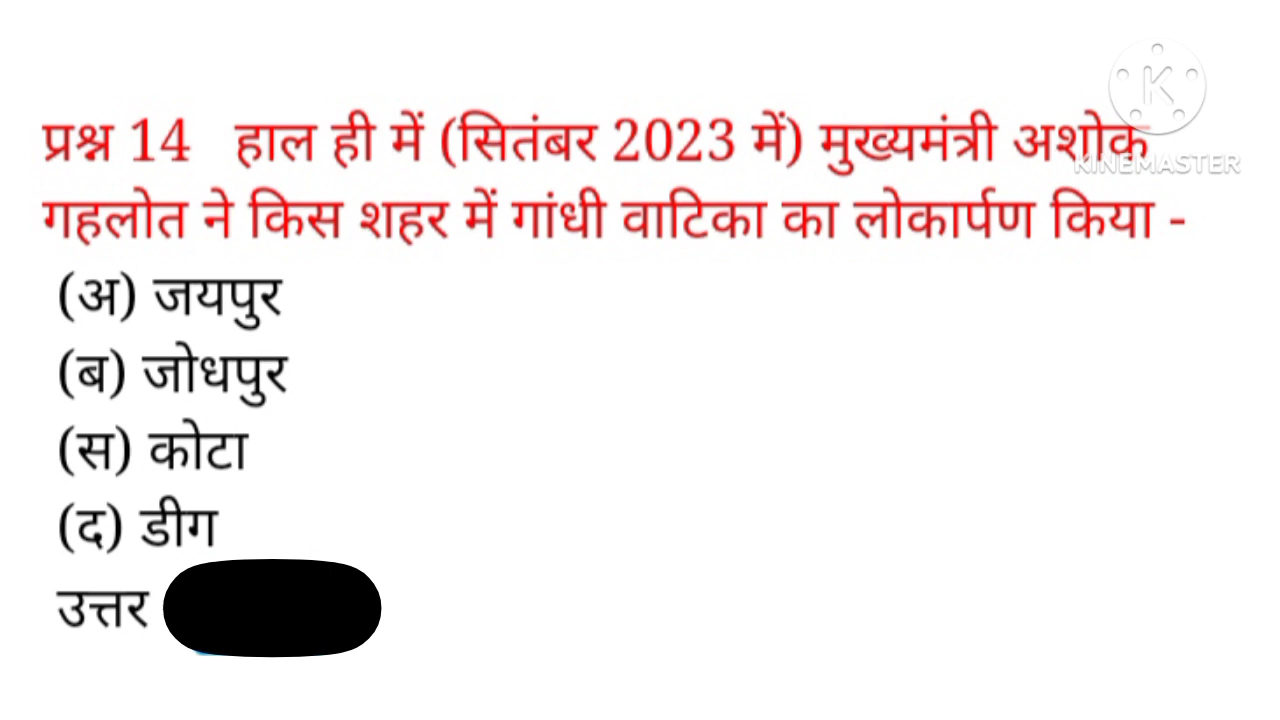 प्रश्न 14 हाल ही में (सितंबर 2023 में) मुख्यमंत्री अशोक
KINEMASTER
गहलोत ने किस शहर में गांधी वाटिका का लोकार्पण किया -
(अ) जयपुर
(ब) जोधपुर
(स) कोटा
(द) डीग
उत्तर